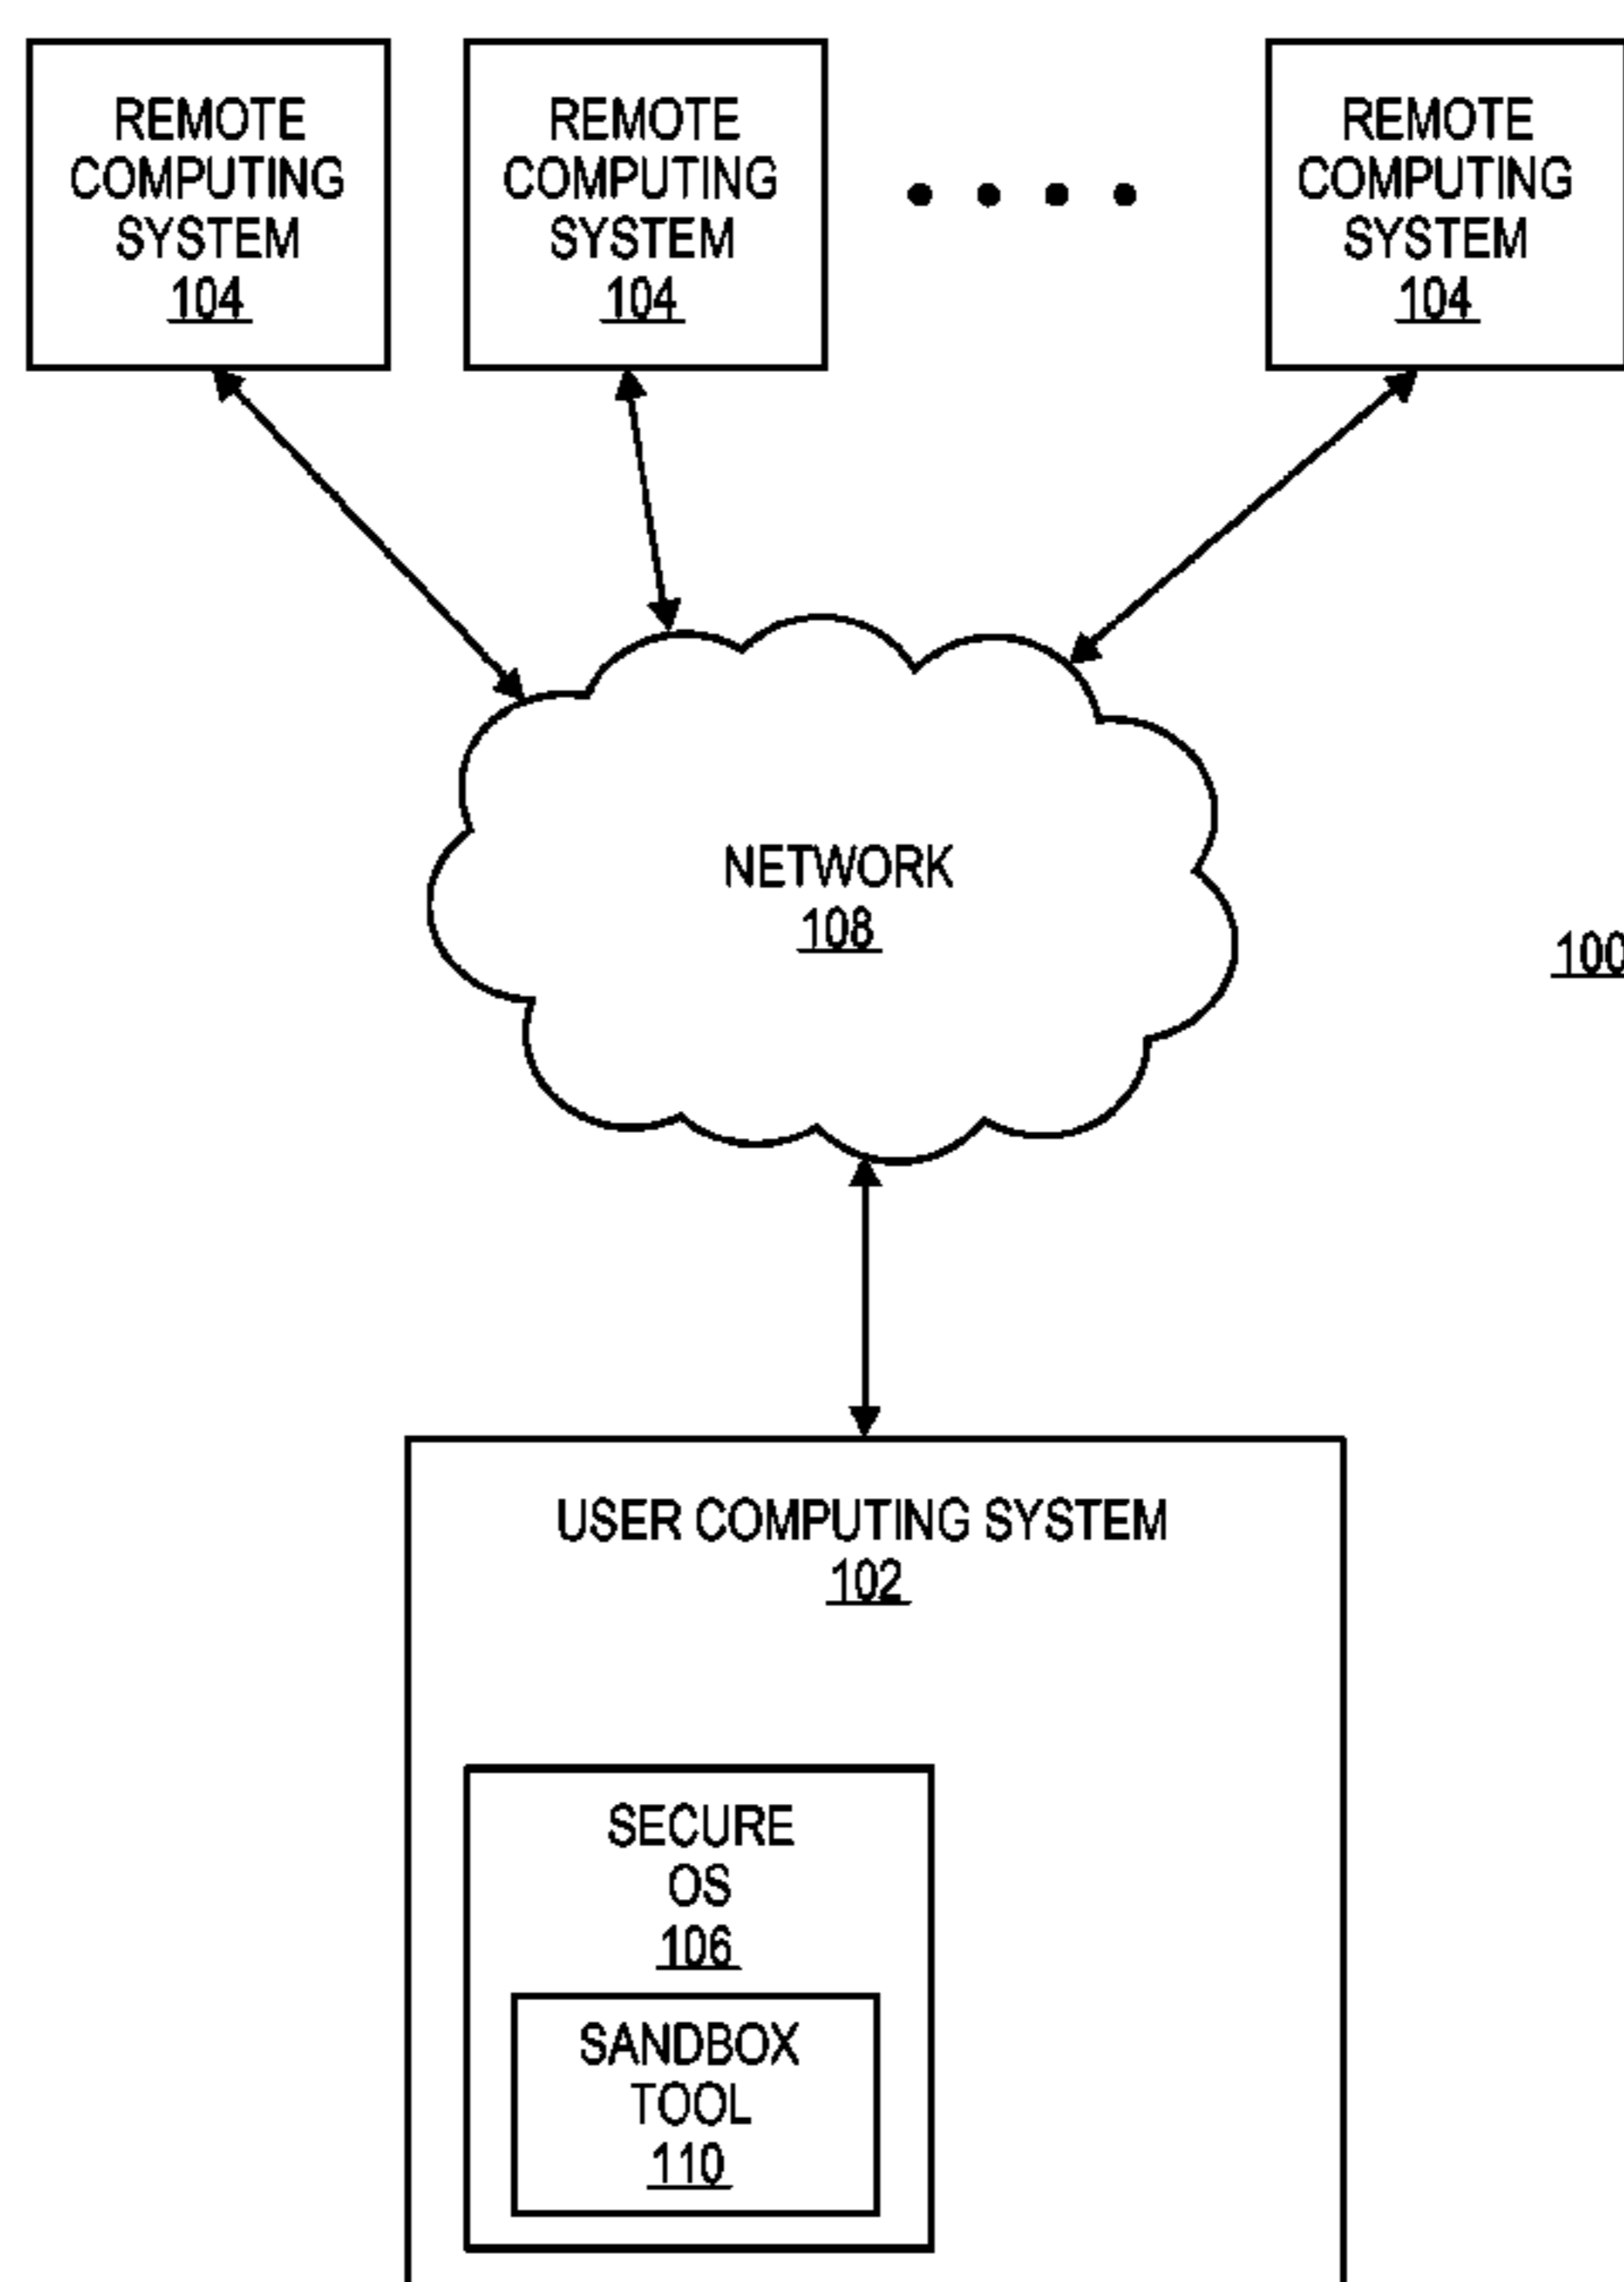 REMOTE
COMPUTING
SYSTEM
104
REMOTE
COMPUTING
SYSTEM
104
REMOTE
COMPUTING
SYSTEM
104
NETWORK
108
100
USER COMPUTING SYSTEM
102
SECURE
OS
106
SANDBOX
TOOL
110